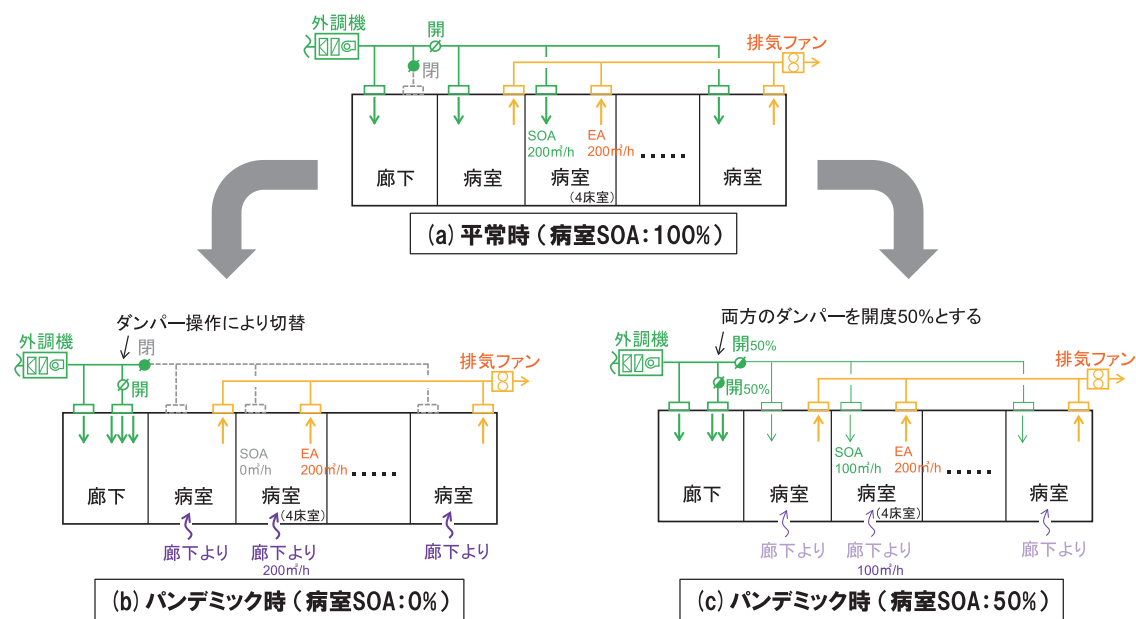 外調機
開
閉
排気ファン
SOA
200㎥/h
EA
200㎥/h
廊下
病室
病室
(4床室)
病室
(a) 平常時 ( 病室SOA：100%)
ダンパー操作により切替
外調機
閉
開
排気ファン
SOA
0㎥/h
EA
200㎥/h
廊下
病室
病室
(4床室)
病室
廊下より
廊下より
200㎥/h
廊下より
(b) パンデミック時 ( 病室SOA：0%)
両方のダンパーを開度50%とする
外調機
開50%
開50%
排気ファン
SOA
100㎥/h
EA
200㎥/h
廊下
病室
病室
(4床室)
病室
廊下より
廊下より
100㎥/h
廊下より
(c) パンデミック時 ( 病室SOA：50%)